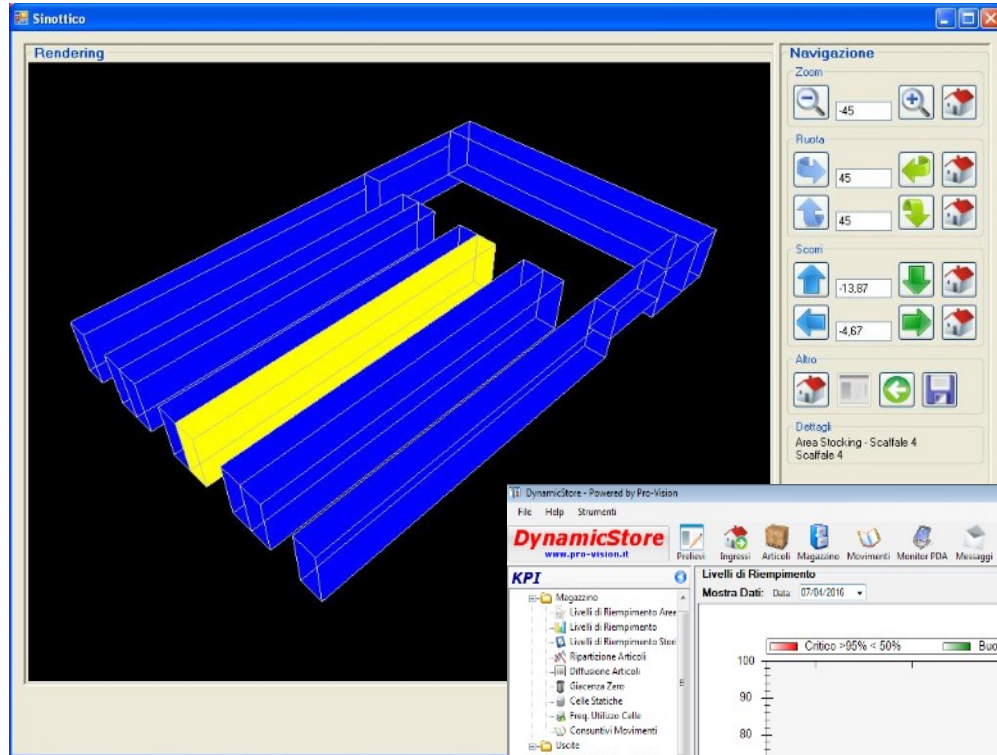 Sinottico
Rendering
Navigazione
Zoom
-45
Ruota
45
45
Scorri
-13,87
-4,67
Altro
Dettagli
Area Stocking - Scaffale 4
Scaffale 4
DynamicStore - Powered by Pro-Vision
File Help Strumenti
DynamicStore
www.pro-vision.it
Prelievi Ingressi Articoli Magazzino Movimenti Monitor PDA Messaggi
KPI
Livelli di Riempimento
Mostra Dati: Data: 07/04/2016
Magazzino
Livelli di Riempimento Aree
Livelli di Riempimento
Livelli di Riempimento Stori
Ripartizione Articoli
Diffusione Articoli
Giacenza Zero
Celle Statiche
Freq. Utilizzo Celle
Consuntivi Movimenti
Uscite
Critico >95% < 50%
Buo
100
90
80